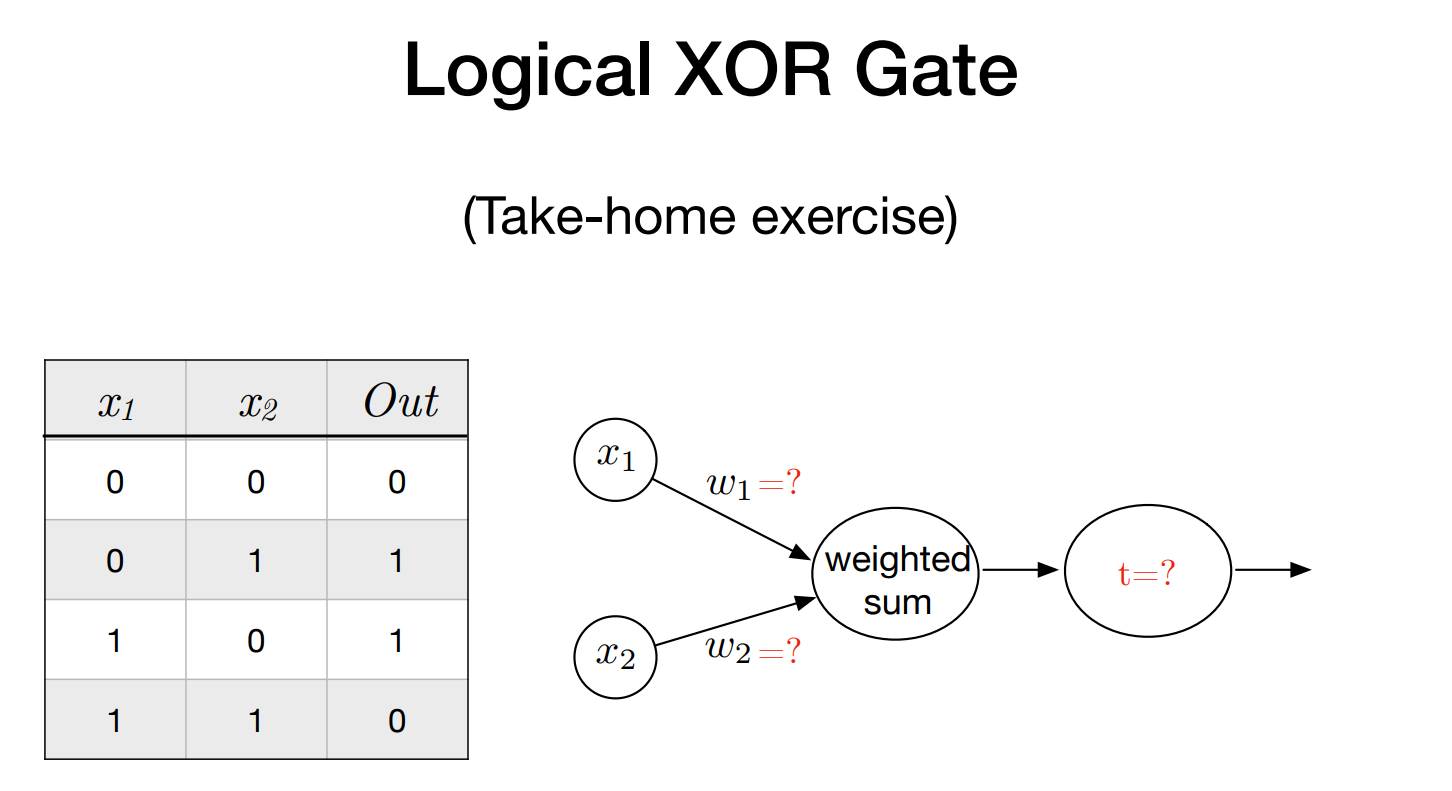 Logical XOR Gate
(Take-home exercise)
x1 x2 Out
0 0 0
0 1 1
1 0 1
1 1 0
x1
w1 =?
weighted
sum
t=?
x2
w2 =?